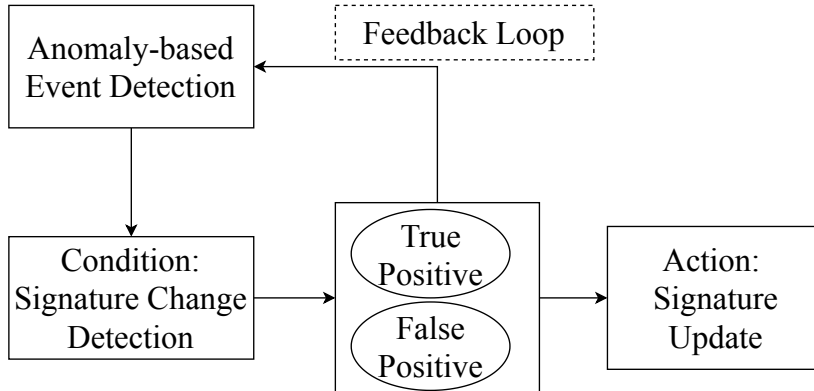 Anomaly-based
Event Detection
Feedback Loop
Condition:
Signature Change
Detection
True
Positive
False
Positive
Action:
Signature
Update